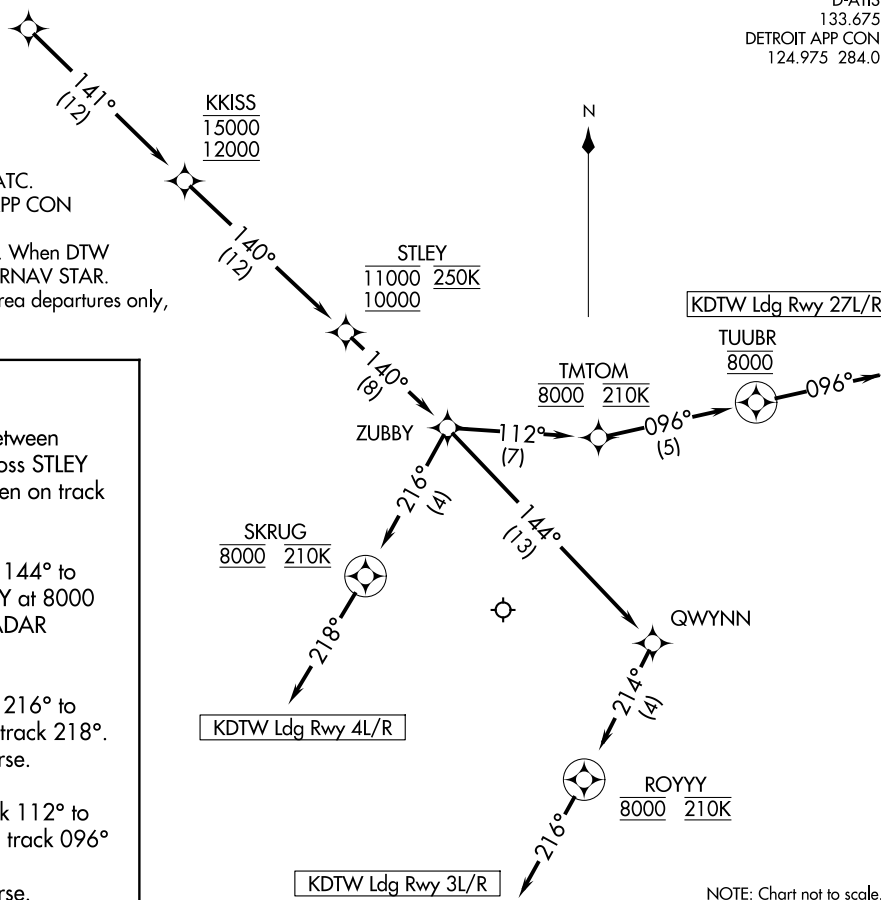 D-ATIS
133.675
DETROIT APP CON
124.975 284.0
141°
(12)
KKISS
15000
12000
N
ATC.
APP CON
. When DTW
RNAV STAR.
area departures only,
140°
(12)
STLEY
11000 250K
10000
KDTW Ldg Rwy 27L/R
TUUBR
8000
140°
(8)
TMTOM
8000 210K
096°
ZUBBY
112°
(7)
096°
(5)
between
oss STLEY
en on track
216°
(4)
144°
(13)
SKRUG
8000 210K
144° to
Y at 8000
ADAR
QWYNN
218°
214°
(4)
216° to
track 218°.
rse.
KDTW Ldg Rwy 4L/R
ROYYY
8000 210K
k 112° to
track 096°
216°
rse.
KDTW Ldg Rwy 3L/R
NOTE: Chart not to scale.